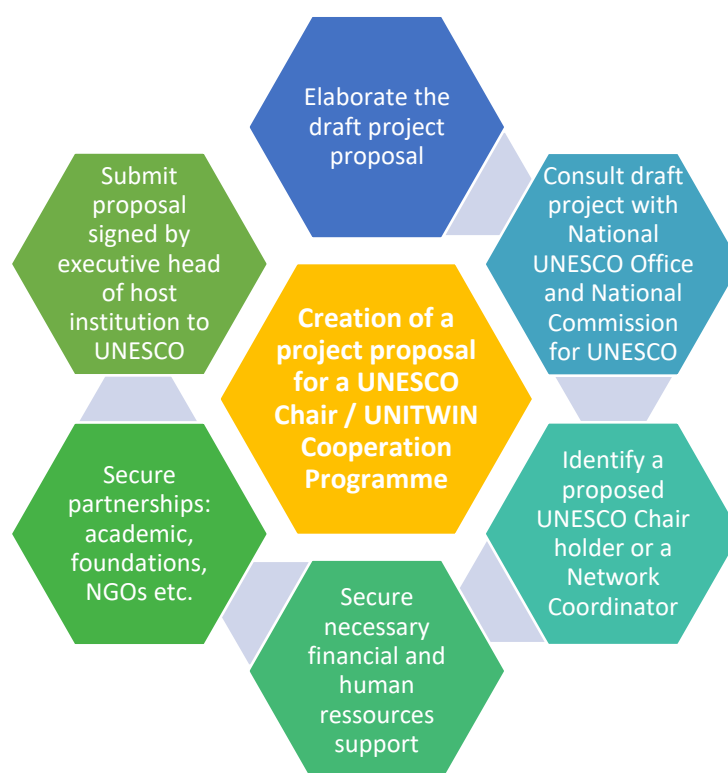 Elaborate the
draft project
proposal
Consult draft
project with
National
UNESCO Office
and National
Commission
for UNESCO
Identify a
proposed
UNESCO Chair
holder or a
Network
Coordinator
Secure
necessary
financial and
human
ressources
support
Secure
partnerships:
academic,
foundations,
NGOs etc.
Submit
proposal
signed by
executive head
of host
institution to
UNESCO
Creation of a
project proposal
for a UNESCO
Chair / UNITWIN
Cooperation
Programme